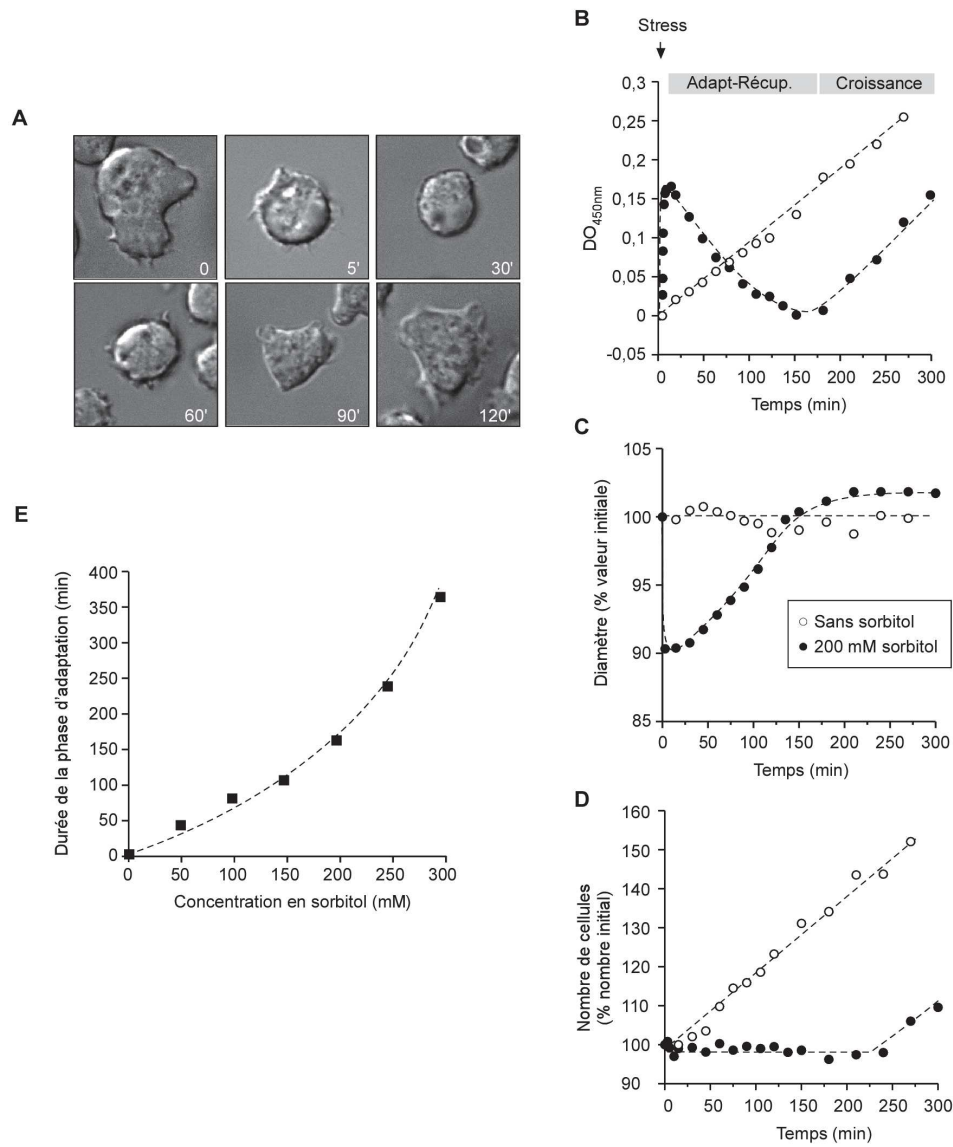 A
0
5'
30'
60'
90'
120'
B
Stress
Adapt-Récup.
Croissance
0,3
0,25
0,2
0,15
0,1
0,05
0
-0,05
DO450nm
0 50 100 150 200 250 300
Temps (min)
C
105
100
95
90
85
Diamètre (% valeur initiale)
Sans sorbitol
200 mM sorbitol
0 50 100 150 200 250 300
Temps (min)
D
160
150
140
130
120
110
100
90
Nombre de cellules
(% nombre initial)
0 50 100 150 200 250 300
Temps (min)
E
400
350
300
250
200
150
100
50
0
Durée de la phase d'adaptation (min)
0 50 100 150 200 250 300
Concentration en sorbitol (mM)